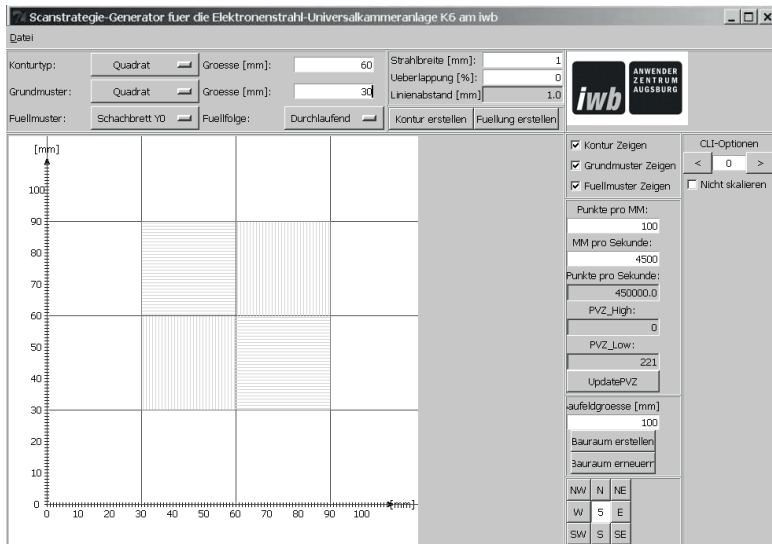 Scanstrategie-Generator fuer die Elektronenstrahl-Universalkammeranlage K6 am iwb
Datei
Konturtyp: Quadrat Groesse [mm]: 60 Strahlbreite [mm]: 1
Ueberlappung [%]: 0
Grundmuster: Quadrat Groesse [mm]: 30 Linienabstand [mm] 1.0
Fuellmuster: Schachbrett Y0 Fuellfolge: Durchlaufend Kontur erstellen Fuellung erstellen
iwb
ANWENDER
ZENTRUM
AUGSBURG
[mm]
100
90
80
70
60
50
40
30
20
10
0
0 10 20 30 40 50 60 70 80 90 100 [mm]
Kontur Zeigen
Grundmuster Zeigen
Fuellmuster Zeigen
CLI-Optionen
< 0 >
Nicht skalieren
Punkte pro MM:
100
MM pro Sekunde:
4500
Punkte pro Sekunde:
450000.0
PVZ_High:
0
PVZ_Low:
221
UpdatePVZ
aufeldgroesse [mm]
100
Bauraum erstellen
Bauraum erneuern
NW N NE
W 5 E
SW S SE